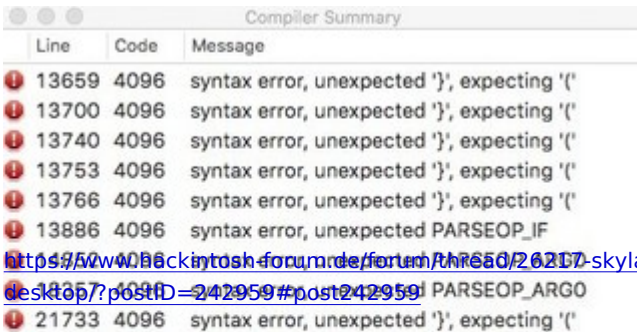 Compiler Summary
Line Code Message
13659 4096 syntax error, unexpected '}', expecting '('
13700 4096 syntax error, unexpected '}', expecting '('
13740 4096 syntax error, unexpected '}', expecting '('
13753 4096 syntax error, unexpected '}', expecting '('
13766 4096 syntax error, unexpected '}', expecting '('
13886 4096 syntax error, unexpected PARSEOP_IF
https://www.hackintosh-forum.de/forum/thread/26217-skyla
desktop/?postID=242959#post242959 PARSEOP_ARG0
21733 4096 syntax error, unexpected '}', expecting '('